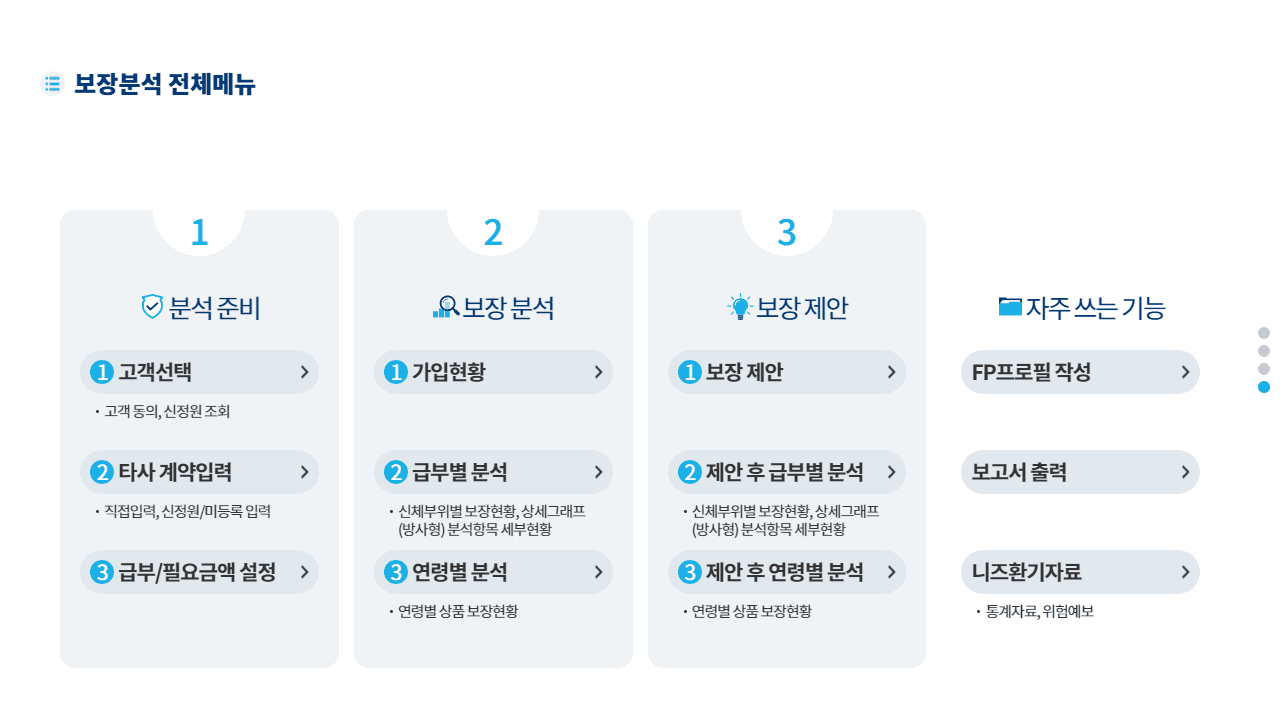 보장분석 전체메뉴
1
분석 준비
1 고객선택
· 고객 동의, 신정원 조회
2 타사 계약입력
· 직접입력, 신정원/미등록 입력
3 급부/필요금액 설정
2
보장 분석
1 가입현황
2 급부별 분석
· 신체부위별 보장현황, 상세그래프
(방사형) 분석항목 세부현황
3 연령별 분석
· 연령별 상품 보장현황
3
보장 제안
1 보장 제안
2 제안 후 급부별 분석
· 신체부위별 보장현황, 상세그래프
(방사형) 분석항목 세부현황
3 제안 후 연령별 분석
· 연령별 상품 보장현황
자주 쓰는 기능
FP프로필 작성
보고서 출력
니즈환기자료
· 통계자료, 위험예보